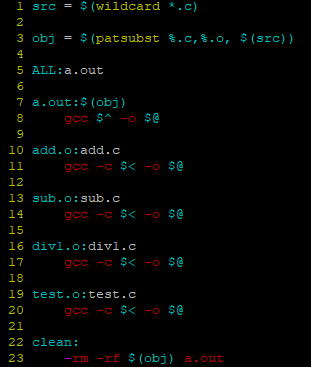 1 src = $(wildcard *.c)
2
3 obj = $(patsubst %.c,%.o, $(src))
4
5 ALL:a.out
6
7 a.out:$(obj)
8     gcc $^ -o $@
9
10 add.o:add.c
11     gcc -c $< -o $@
12
13 sub.o:sub.c
14     gcc -c $< -o $@
15
16 div1.o:div1.c
17     gcc -c $< -o $@
18
19 test.o:test.c
20     gcc -c $< -o $@
21
22 clean:
23     -rm -rf $(obj) a.out